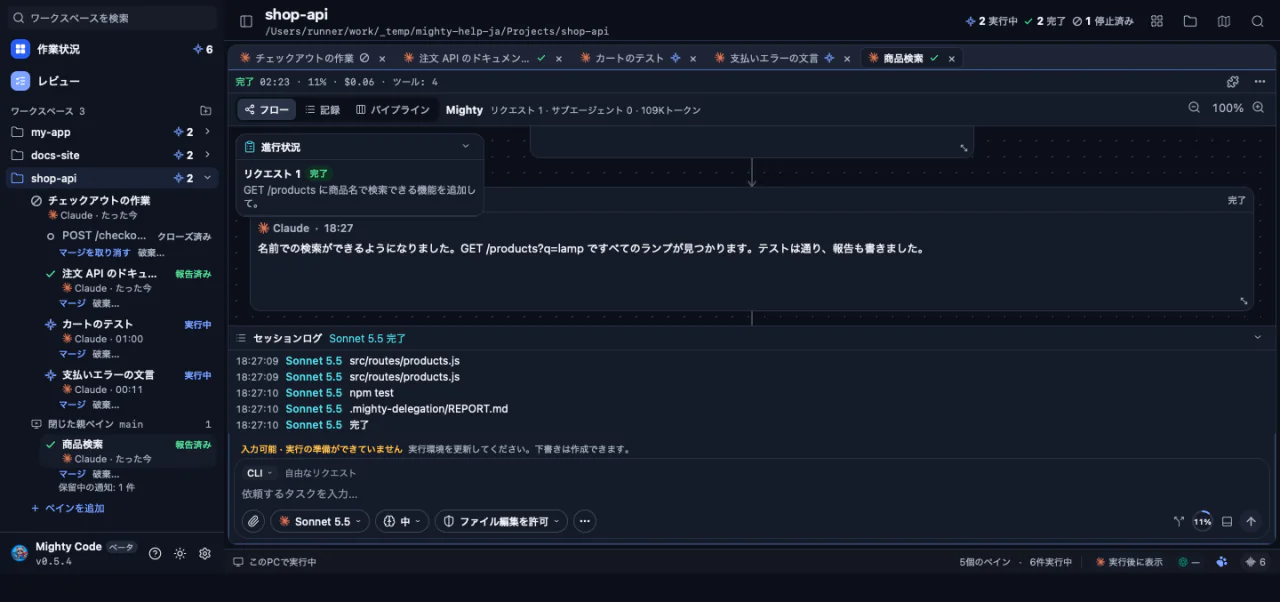 ワークスペースを検索
作業状況 6
レビュー
ワークスペース 3
my-app 2
docs-site 2
shop-api 2
チェックアウトの作業
Claude · たった今
POST /checko... クローズ済み
マージを取り消す 破棄...
注文 API のドキュ... 報告済み
Claude · たった今
マージ 破棄...
カートのテスト 実行中
Claude · 01:00
マージ 破棄...
支払いエラーの文言 実行中
Claude · 00:11
マージ 破棄...
閉じた親ペイン main 1
商品検索 報告済み
Claude · たった今
マージ 破棄...
保留中の通知: 1 件
+ ペインを追加
Mighty Code ベータ
v0.5.4
shop-api
/Users/runner/work/_temp/mighty-help-ja/Projects/shop-api
2 実行中 2 完了 1 停止済み
チェックアウトの作業 × 注文 API のドキュメン... × カートのテスト × 支払いエラーの文言 × 商品検索 ×
完了 02:23 · 11% · $0.06 · ツール: 4
フロー 記録 パイプライン Mighty リクエスト 1 · サブエージェント 0 · 109Kトークン 100%
進行状況
リクエスト 1 完了
GET /products に商品名で検索できる機能を追加し
て。
完了
Claude · 18:27
名前での検索ができるようになりました。GET /products?q=lamp ですべてのランプが見つかります。テストは通り、報告も書きました。
セッションログ Sonnet 5.5 完了
18:27:09 Sonnet 5.5 src/routes/products.js
18:27:09 Sonnet 5.5 src/routes/products.js
18:27:10 Sonnet 5.5 npm test
18:27:10 Sonnet 5.5 .mighty-delegation/REPORT.md
18:27:10 Sonnet 5.5 完了
入力可能 · 実行の準備ができていません 実行環境を更新してください。下書きは作成できます。
CLI 自由なリクエスト
依頼するタスクを入力...
Sonnet 5.5 中 ファイル編集を許可 11%
このPCで実行中 5個のペイン · 6件実行中 実行後に表示 — 6